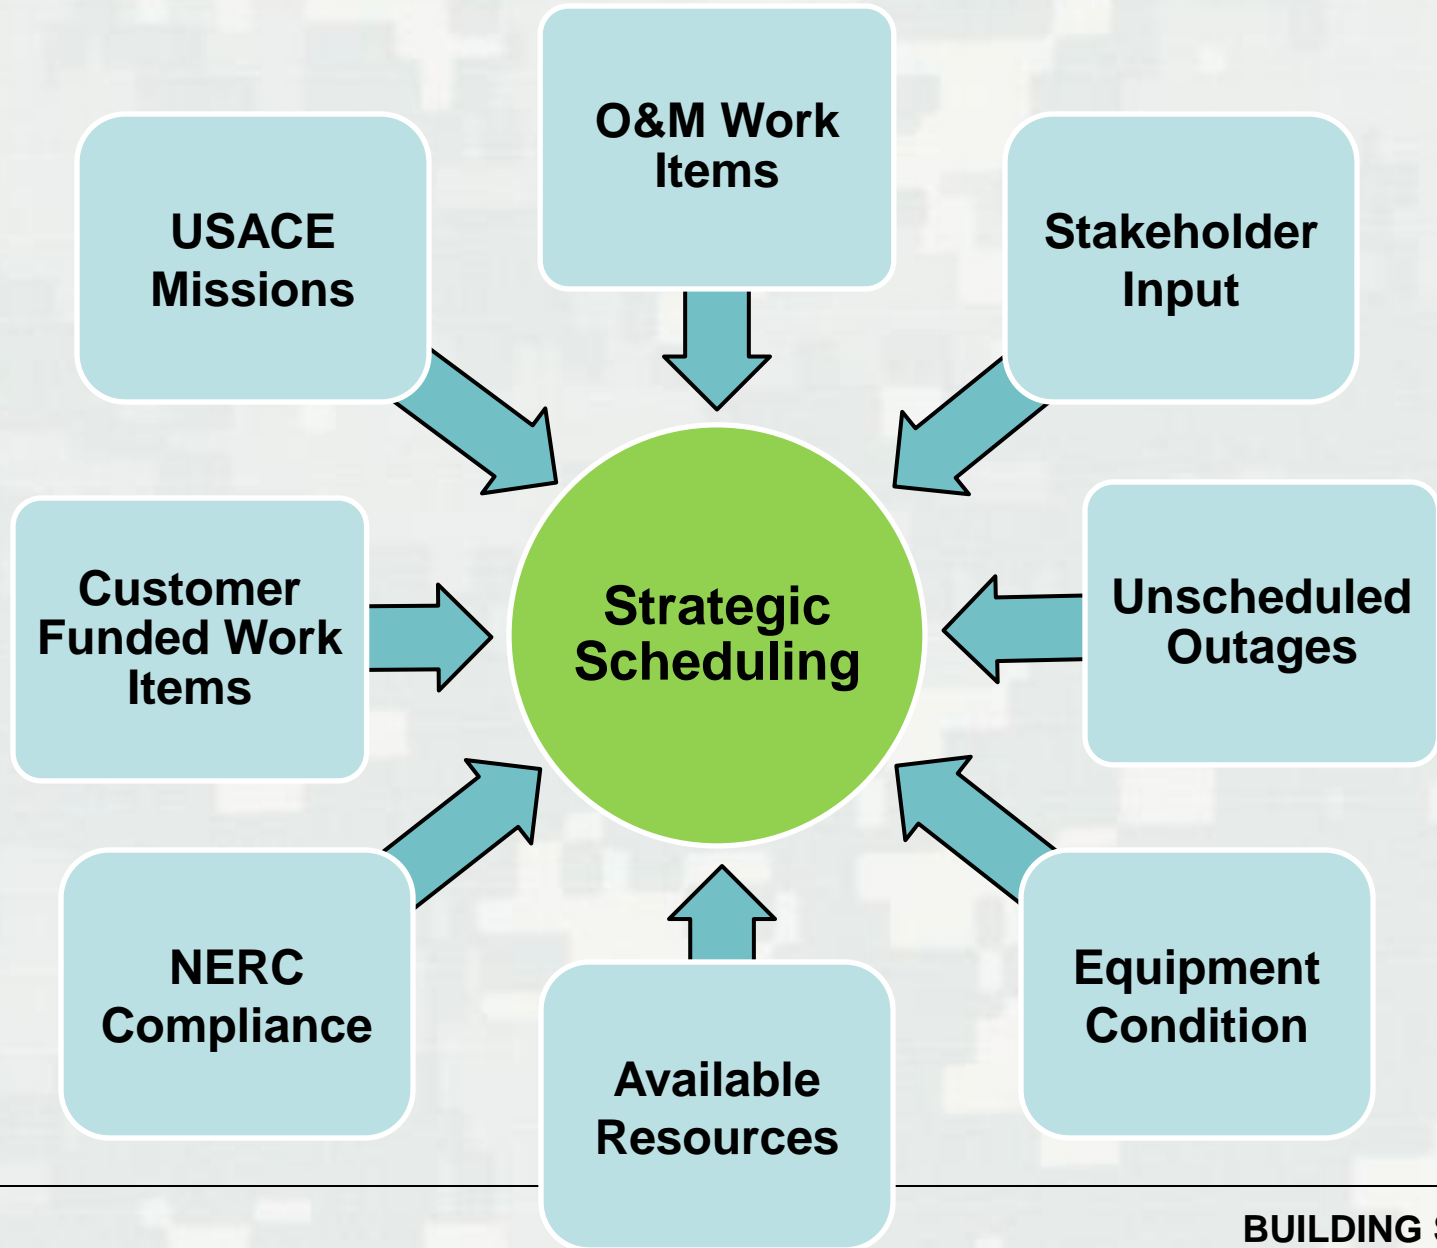 O&M Work
Items
USACE
Missions
Stakeholder
Input
Customer
Funded Work
Items
Strategic
Scheduling
Unscheduled
Outages
NERC
Compliance
Available
Resources
Equipment
Condition
BUILDING